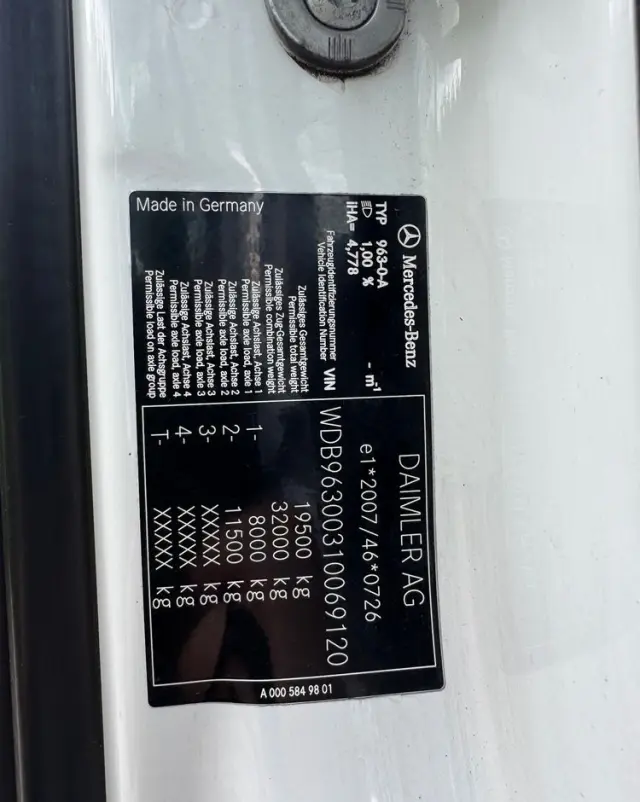 Mercedes-Benz DAIMLER AG
TYP 963-0-A
1,00 % - m¹ e1*2007/46*0726
IHA= 4,778
Fahrzeugidentifizierungsnummer
Vehicle Identification Number VIN WDB96300310069120
Zulässiges Gesamtgewicht
Permissible total weight 19500 kg
Zulässiges Zug-Gesamtgewicht
Permissible combination weight 32000 kg
Zulässige Achslast, Achse 1
Permissible axle load, axle 1 1- 8000 kg
Zulässige Achslast, Achse 2
Permissible axle load, axle 2 2- 11500 kg
Zulässige Achslast, Achse 3
Permissible axle load, axle 3 3- XXXXX kg
Zulässige Achslast, Achse 4
Permissible axle load, axle 4 4- XXXXX kg
Zulässige Last der Achsgruppe
Permissible load on axle group T- XXXXX kg
Made in Germany
A 000 584 98 01